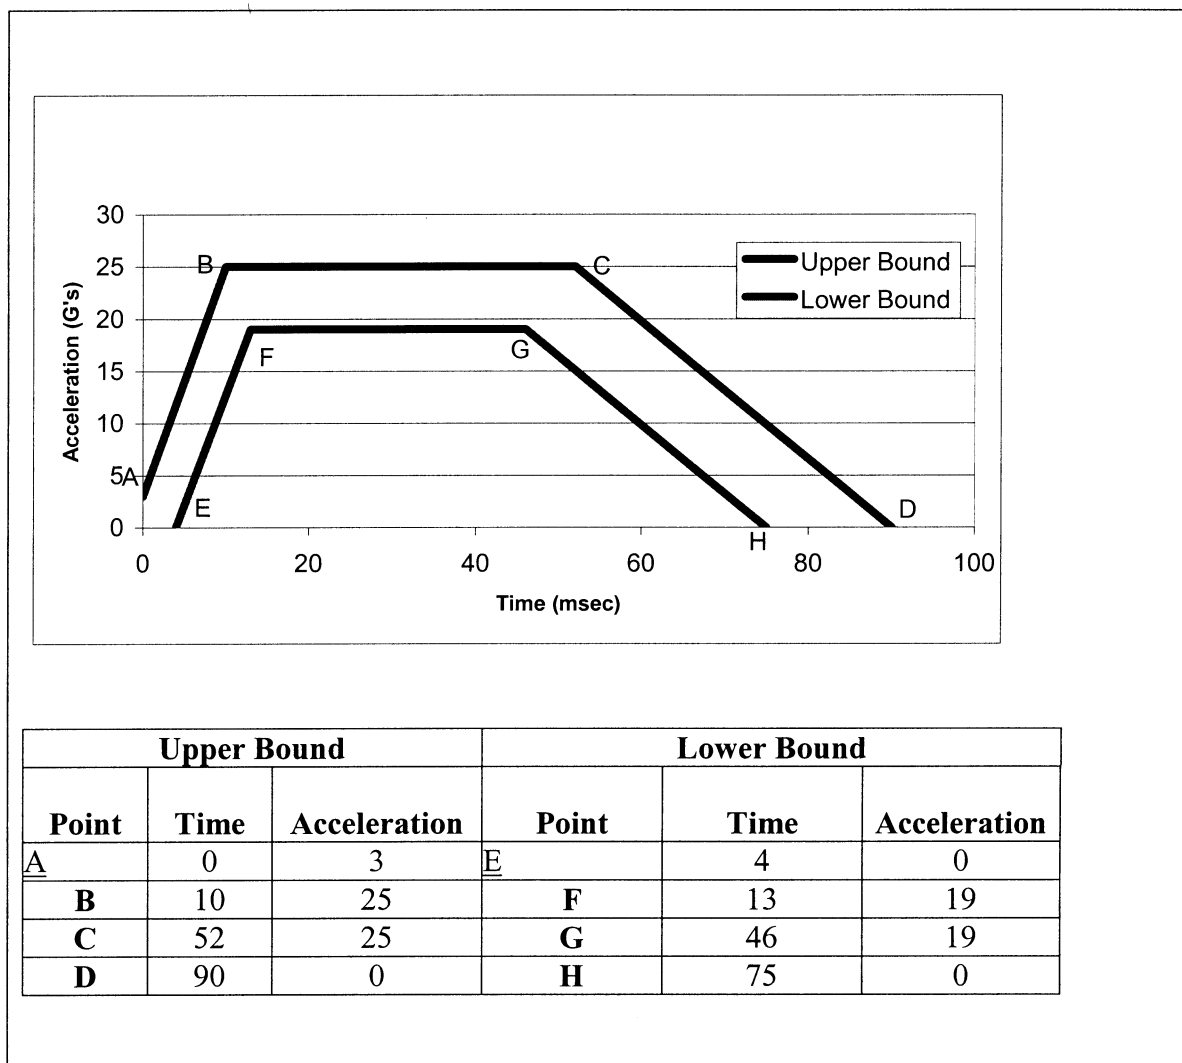 30
25
20
15
10
5
0
Acceleration (G's)
A
B
C
D
E
F
G
H
Upper Bound
Lower Bound
0 20 40 60 80 100
Time (msec)
Upper Bound Lower Bound
Point Time Acceleration Point Time Acceleration
A 0 3 E 4 0
B 10 25 F 13 19
C 52 25 G 46 19
D 90 0 H 75 0